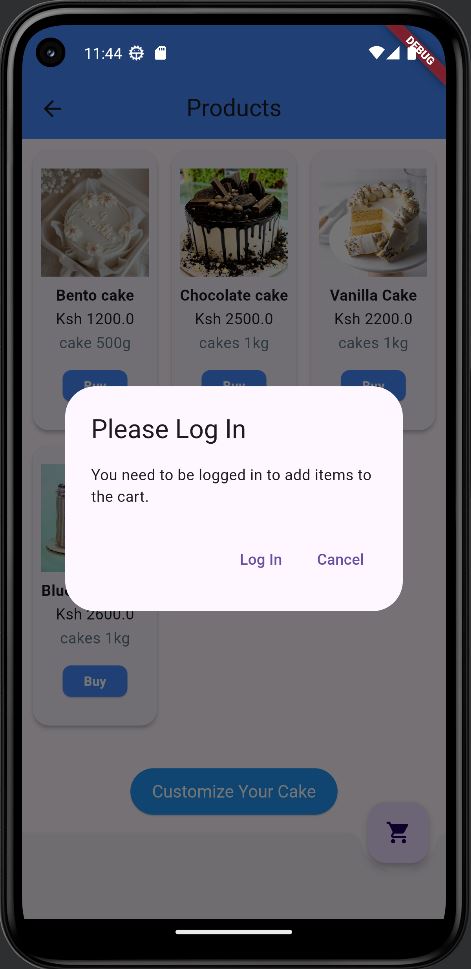 11:44
DEBUG
Products
Bento cake
Ksh 1200.0
cake 500g
Buy
Chocolate cake
Ksh 2500.0
cakes 1kg
Buy
Vanilla Cake
Ksh 2200.0
cakes 1kg
Buy
Please Log In
You need to be logged in to add items to
the cart.
Log In
Cancel
Ksh 2600.0
cakes 1kg
Buy
Customize Your Cake